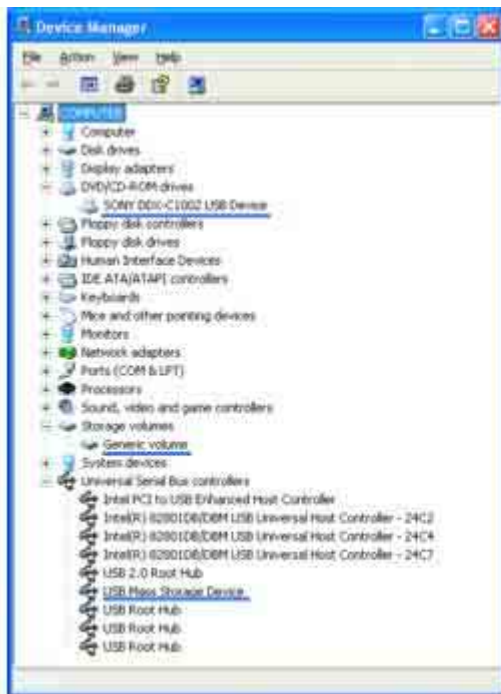 Device Manager
File Action View Help
COMPUTER
Computer
Disk drives
Display adapters
DVD/CD-ROM drives
SONY DDX-C1002 USB Device
Floppy disk controllers
Floppy disk drives
Human Interface Devices
IDE ATA/ATAPI controllers
Keyboards
Mice and other pointing devices
Monitors
Network adapters
Ports (COM & LPT)
Processors
Sound, video and game controllers
Storage volumes
Generic volume
System devices
Universal Serial Bus controllers
Intel PCI to USB Enhanced Host Controller
Intel(R) 82801DB/DBM USB Universal Host Controller - 24C2
Intel(R) 82801DB/DBM USB Universal Host Controller - 24C4
Intel(R) 82801DB/DBM USB Universal Host Controller - 24C7
USB 2.0 Root Hub
USB Mass Storage Device
USB Root Hub
USB Root Hub
USB Root Hub